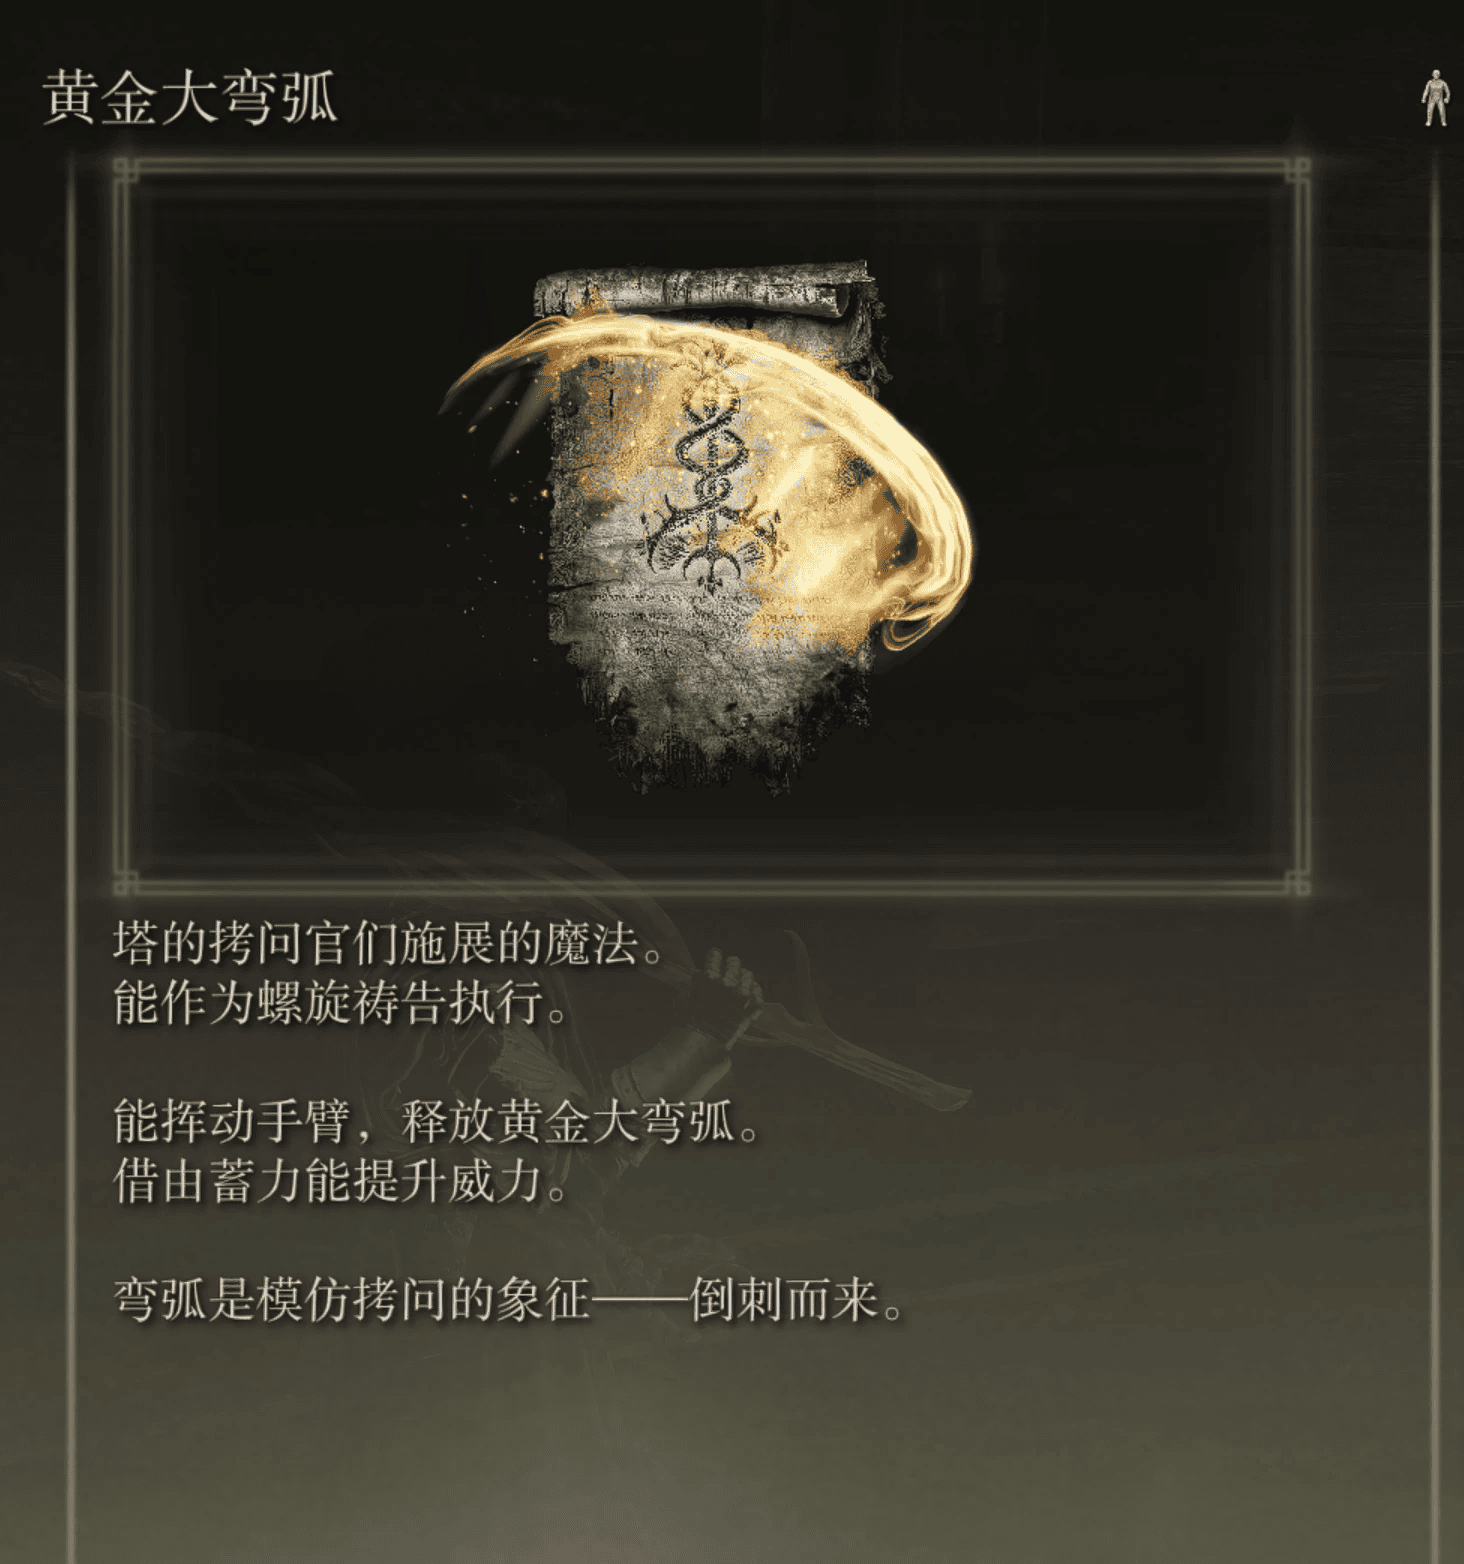 黄金大弯弧
塔的拷问官们施展的魔法。
能作为螺旋祷告执行。
能挥动手臂，释放黄金大弯弧。
借由蓄力能提升威力。
弯弧是模仿拷问的象征——倒刺而来。